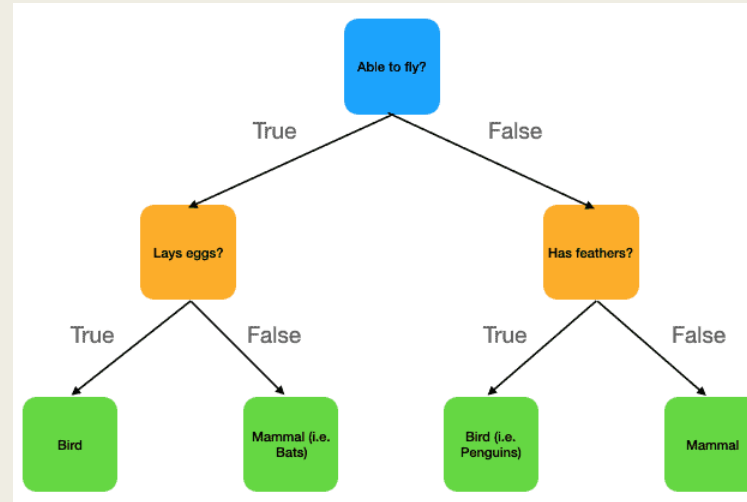 Able to fly?
True
False
Lays eggs?
Has feathers?
True
False
True
False
Bird
Mammal (i.e.
Bats)
Bird (i.e.
Penguins)
Mammal